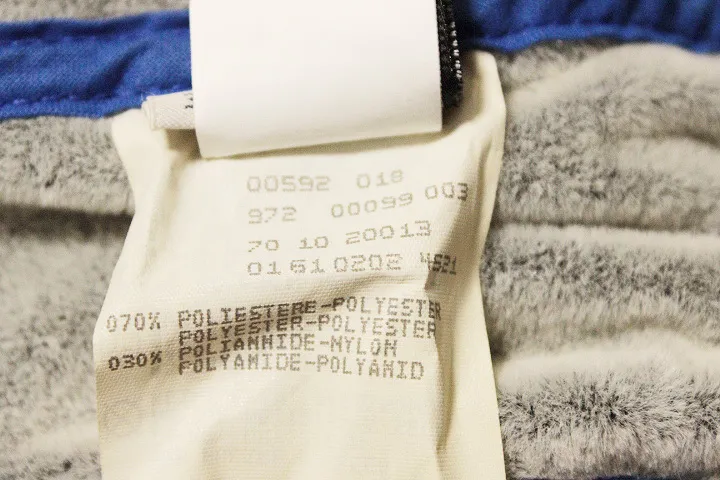 00592 018
972 00099 003
70 10 20013
01610202 4621
070% POLIESTERE-POLYESTER
POLYESTER-POLYESTER
030% POLIAMMIDE-NYLON
POLYAMIDE-POLYAMID